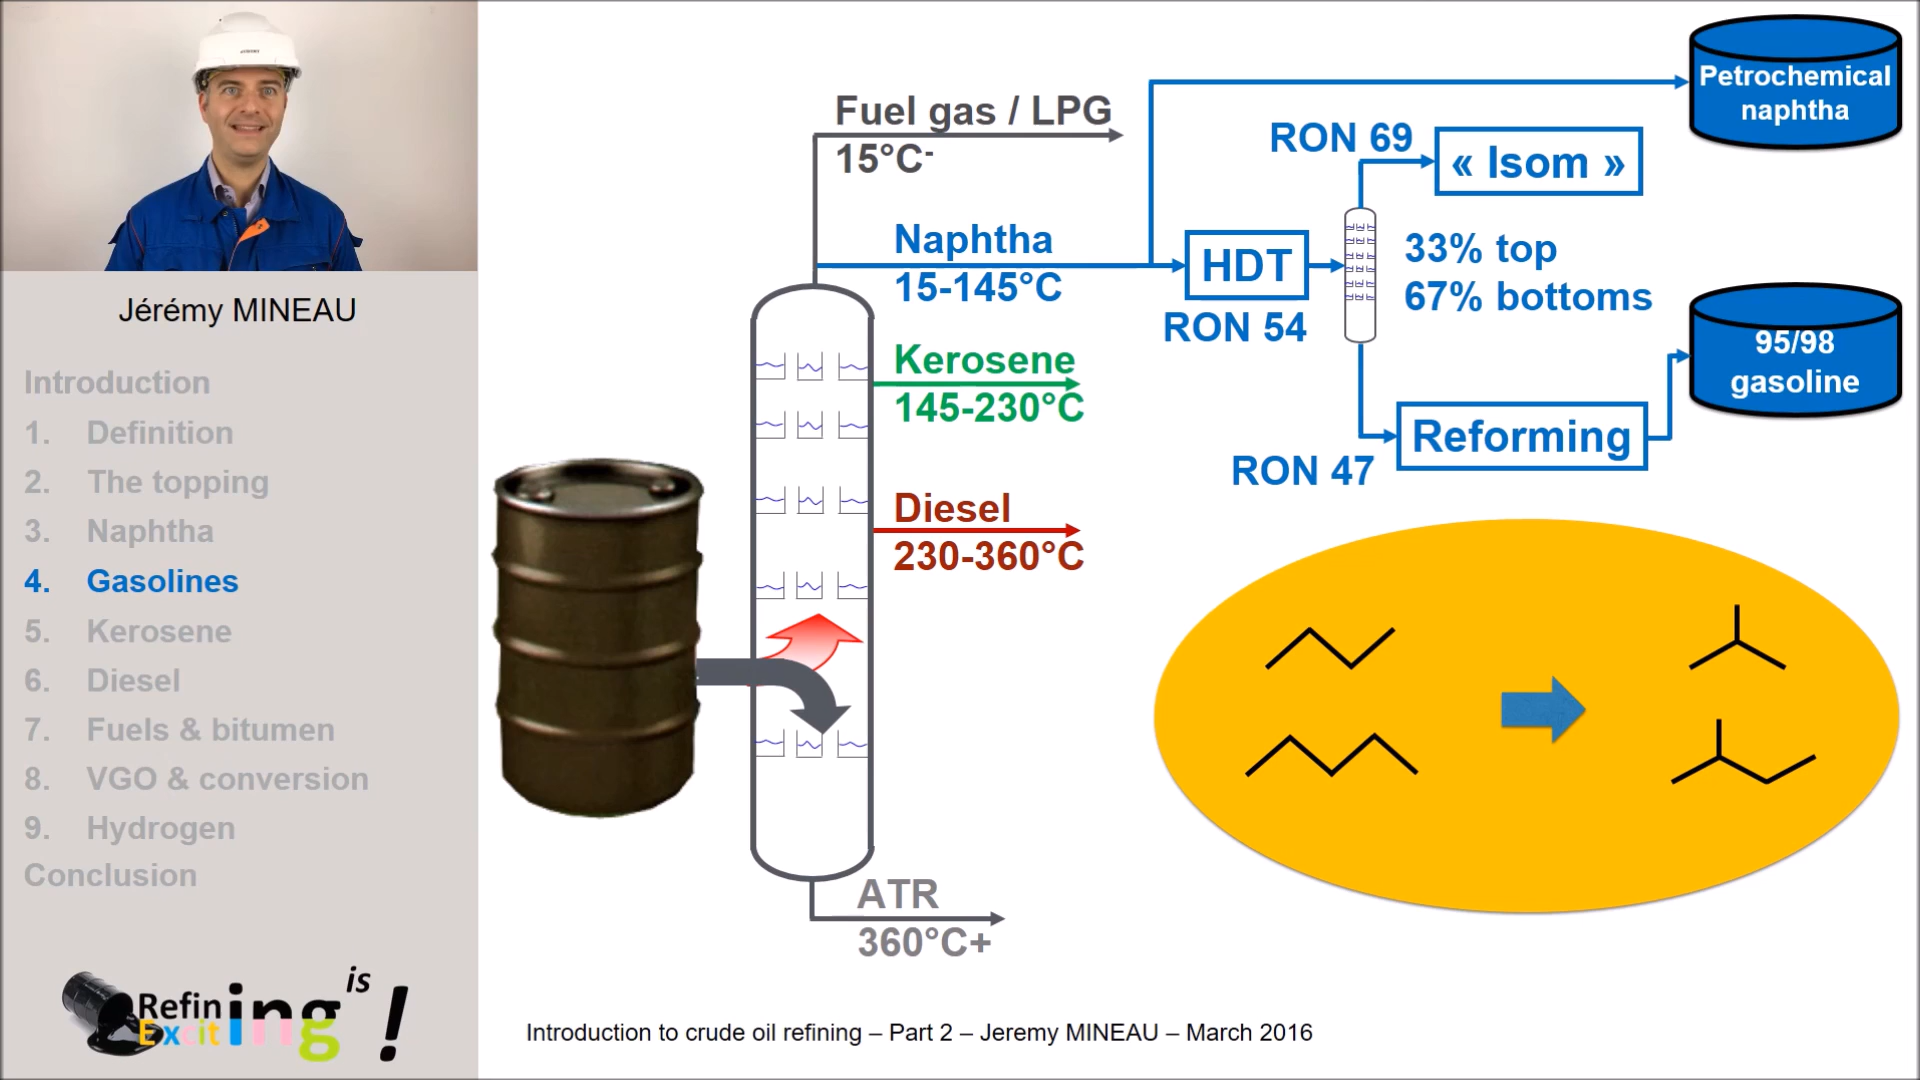 Jérémy MINEAU
Introduction
1. Definition
2. The topping
3. Naphtha
4. Gasolines
5. Kerosene
6. Diesel
7. Fuels & bitumen
8. VGO & conversion
9. Hydrogen
Conclusion
Refining is
Exciting !
Fuel gas / LPG
15°C-
Naphtha
15-145°C
Kerosene
145-230°C
Diesel
230-360°C
ATR
360°C+
HDT
RON 54
RON 69
« Isom »
33% top
67% bottoms
RON 47
Reforming
Petrochemical
naphtha
95/98
gasoline
Introduction to crude oil refining – Part 2 – Jeremy MINEAU – March 2016